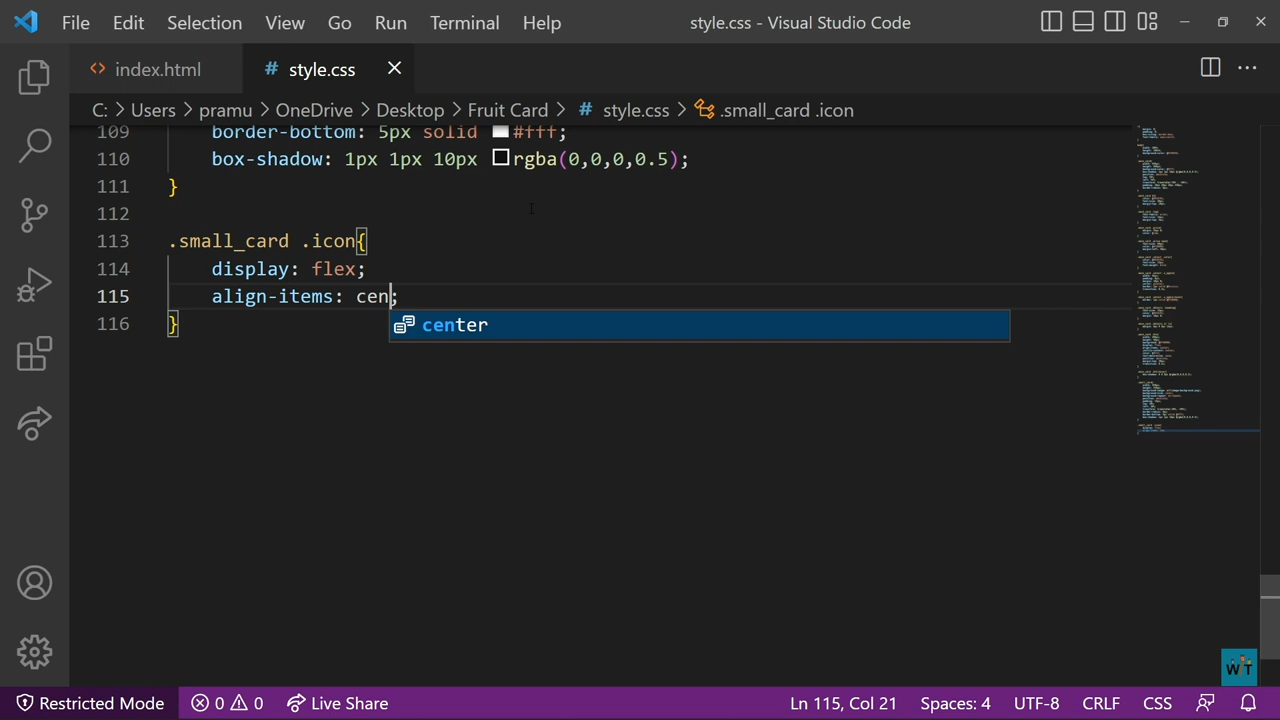 File Edit Selection View Go Run Terminal Help style.css - Visual Studio Code
index.html # style.css
C: > Users > pramu > OneDrive > Desktop > Fruit Card > # style.css > .small_card .icon
109 border-bottom: 5px solid #fff;
110 box-shadow: 1px 1px 10px rgba(0,0,0,0.5);
111 }
112
113 .small_card .icon{
114 display: flex;
115 align-items: cen;
116 }
center
WT
Restricted Mode 0 0 Live Share Ln 115, Col 21 Spaces: 4 UTF-8 CRLF CSS